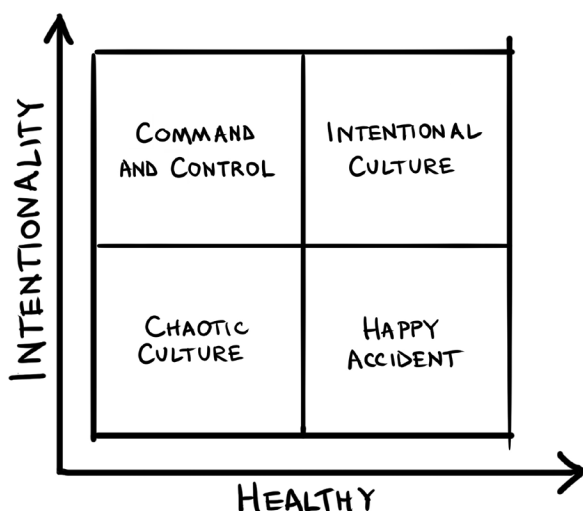 INTENTIONALITY
COMMAND
AND CONTROL
INTENTIONAL
CULTURE
CHAOTIC
CULTURE
HAPPY
ACCIDENT
HEALTHY